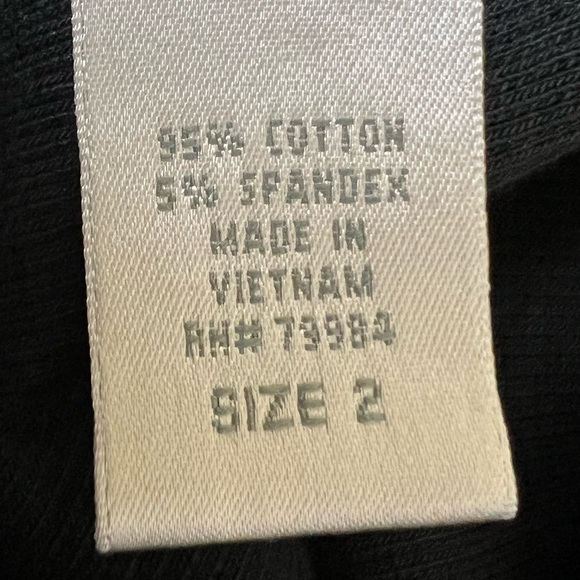 95% COTTON
5% SPANDEX
MADE IN
VIETNAM
RN# 73984
SIZE 2